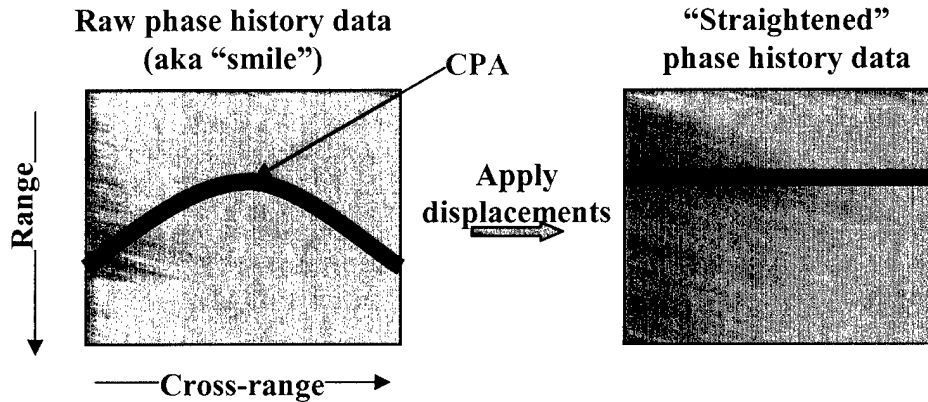 Raw phase history data
(aka “smile”)
CPA
“Straightened”
phase history data
Range
Apply
displacements
Cross-range